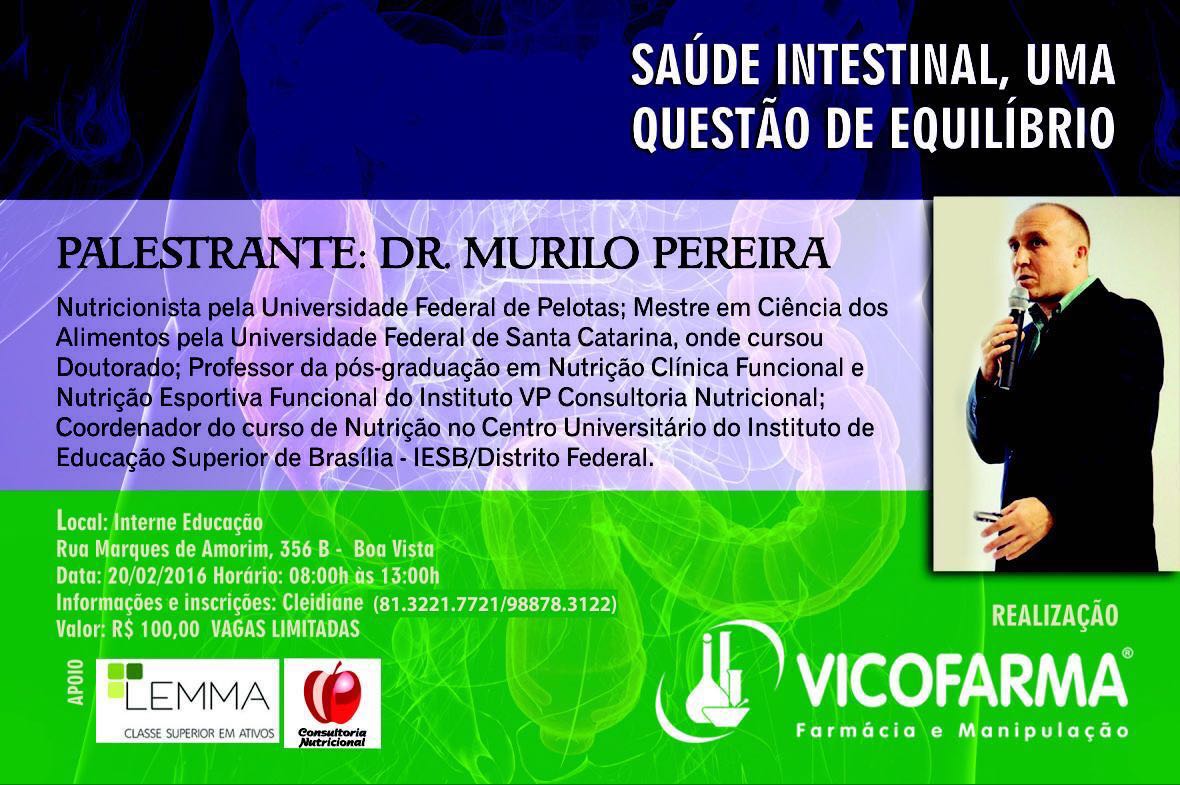 SAÚDE INTESTINAL, UMA
QUESTÃO DE EQUILÍBRIO
PALESTRANTE: DR. MURILO PEREIRA
Nutricionista pela Universidade Federal de Pelotas; Mestre em Ciência dos
Alimentos pela Universidade Federal de Santa Catarina, onde cursou
Doutorado; Professor da pós-graduação em Nutrição Clínica Funcional e
Nutrição Esportiva Funcional do Instituto VP Consultoria Nutricional;
Coordenador do curso de Nutrição no Centro Universitário do Instituto de
Educação Superior de Brasília - IESB/Distrito Federal.
Local: Interne Educação
Rua Marques de Amorim, 356 B - Boa Vista
Data: 20/02/2016 Horário: 08:00h às 13:00h
Informações e inscrições: Cleidiane (81.3221.7721/98878.3122)
Valor: R$ 100,00 VAGAS LIMITADAS
APOIO
LEMMA
CLASSE SUPERIOR EM ATIVOS
Consultoria
Nutricional
REALIZAÇÃO
VICOFARMA®
Farmácia e Manipulação